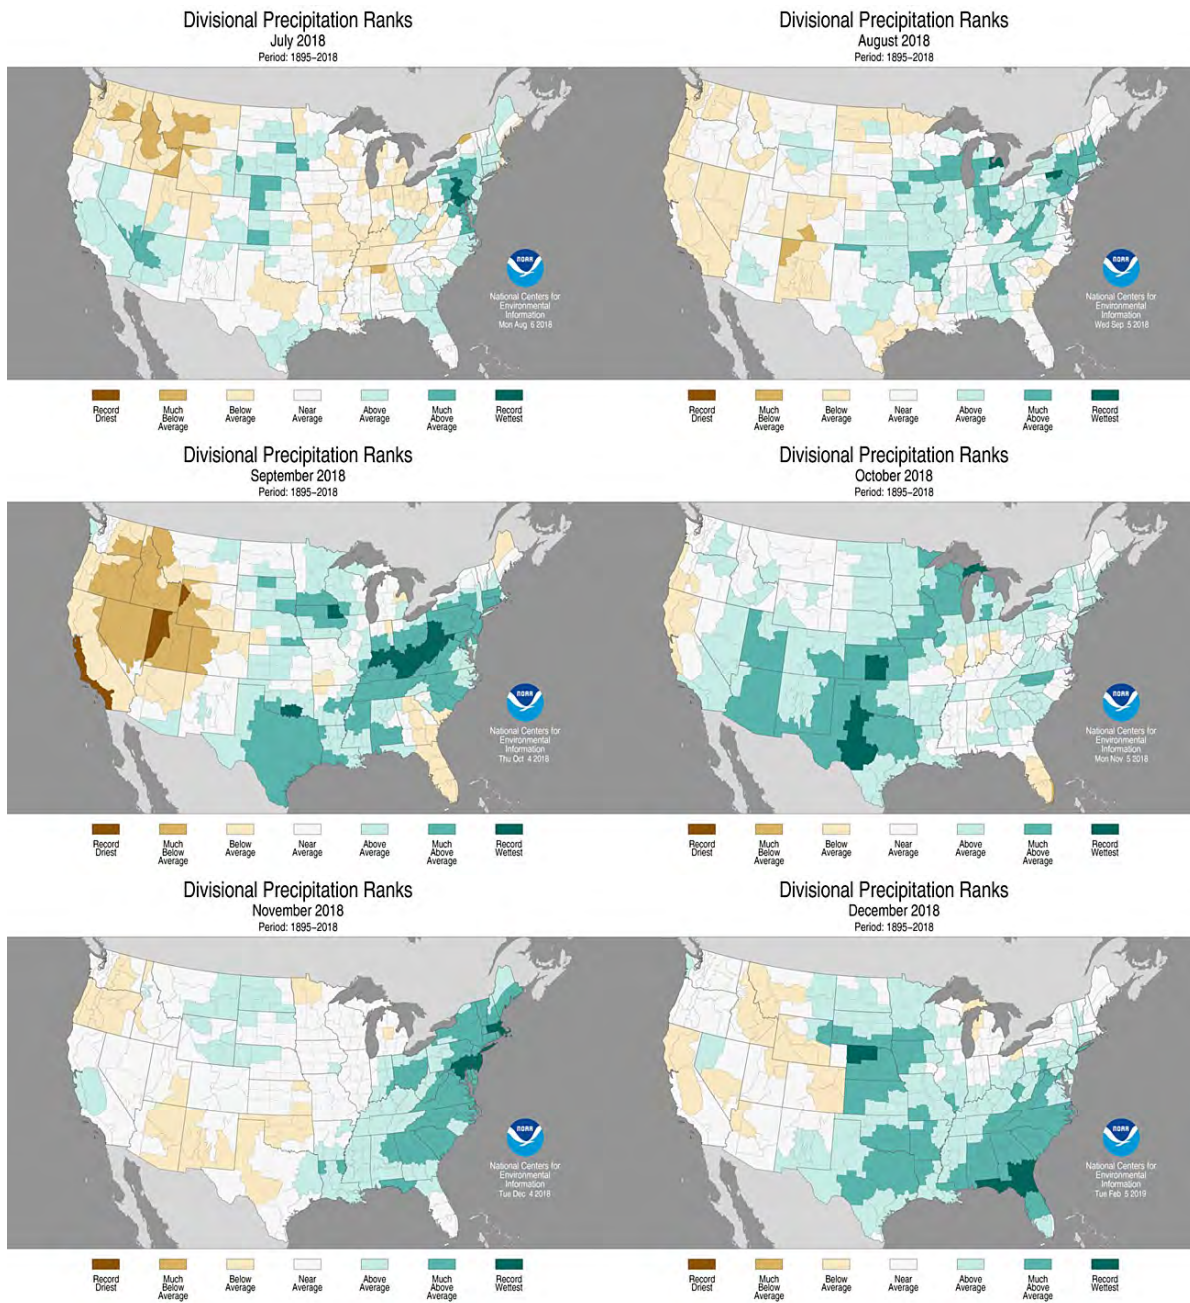 Divisional Precipitation Ranks
July 2018
Period: 1895-2018
NOAA
National Centers for
Environmental
Information
Mon Aug 6 2018
Record
Driest
Much
Below
Average
Below
Average
Near
Average
Above
Average
Much
Above
Average
Record
Wettest
Divisional Precipitation Ranks
August 2018
Period: 1895-2018
NOAA
National Centers for
Environmental
Information
Wed Sep 5 2018
Record
Driest
Much
Below
Average
Below
Average
Near
Average
Above
Average
Much
Above
Average
Record
Wettest
Divisional Precipitation Ranks
September 2018
Period: 1895-2018
NOAA
National Centers for
Environmental
Information
Thu Oct 4 2018
Record
Driest
Much
Below
Average
Below
Average
Near
Average
Above
Average
Much
Above
Average
Record
Wettest
Divisional Precipitation Ranks
October 2018
Period: 1895-2018
NOAA
National Centers for
Environmental
Information
Mon Nov 5 2018
Record
Driest
Much
Below
Average
Below
Average
Near
Average
Above
Average
Much
Above
Average
Record
Wettest
Divisional Precipitation Ranks
November 2018
Period: 1895-2018
NOAA
National Centers for
Environmental
Information
Tue Dec 4 2018
Record
Driest
Much
Below
Average
Below
Average
Near
Average
Above
Average
Much
Above
Average
Record
Wettest
Divisional Precipitation Ranks
December 2018
Period: 1895-2018
NOAA
National Centers for
Environmental
Information
Tue Feb 5 2019
Record
Driest
Much
Below
Average
Below
Average
Near
Average
Above
Average
Much
Above
Average
Record
Wettest